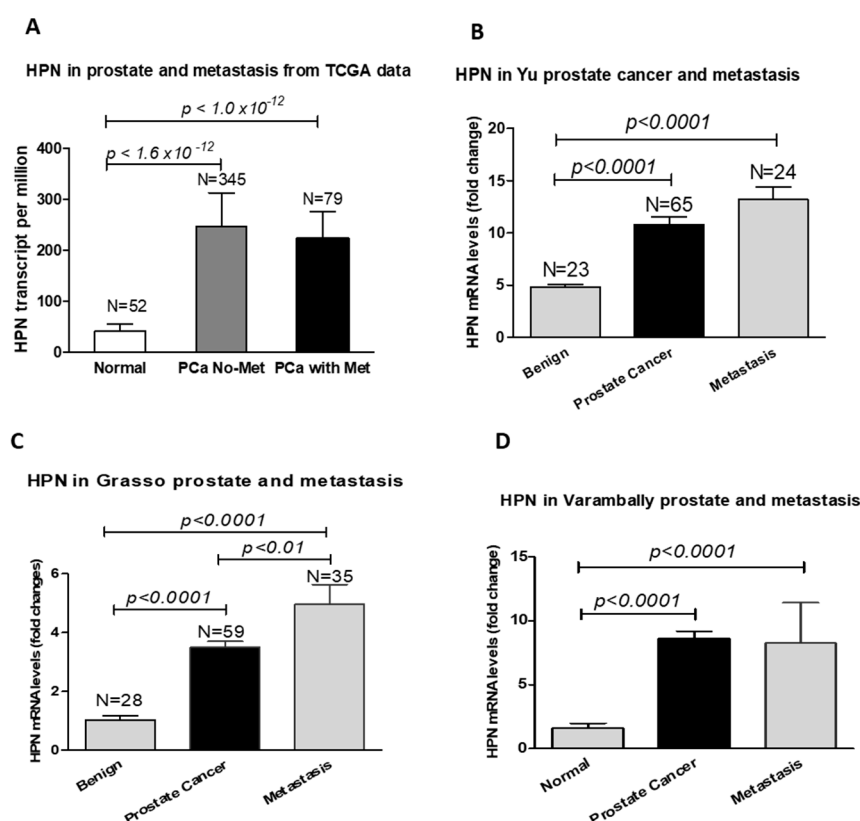 A
HPN in prostate and metastasis from TCGA data
p < 1.0 x10-12
p < 1.6 x10 -12
HPN transcript per million
400
300
200
100
0
N=52
N=345
N=79
Normal
PCa No-Met
PCa with Met
B
HPN in Yu prostate cancer and metastasis
p<0.0001
p<0.0001
HPN mRNA levels (fold change)
20
15
10
5
0
N=23
N=65
N=24
Benign
Prostate Cancer
Metastasis
C
HPN in Grasso prostate and metastasis
p<0.0001
p<0.01
p<0.0001
HPN mRNA levels (fold changes)
6
4
2
0
N=28
N=59
N=35
Benign
Prostate Cancer
Metastasis
D
HPN in Varambally prostate and metastasis
p<0.0001
p<0.0001
HPN mRNA levels (fold change)
15
10
5
0
Normal
Prostate Cancer
Metastasis